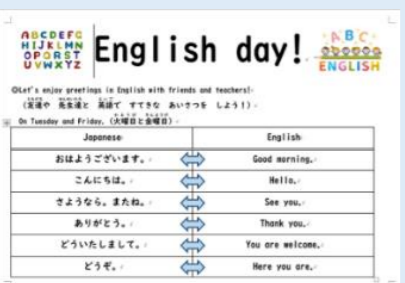 ABCDEFG
HIJKLMN
OPQRST
UVWXYZ
English day!
ABC
ENGLISH
◎Let's enjoy greetings in English with friends and teachers!
(友達や 先生達と 英語で すてきな あいさつを しよう!)
On Tuesday and Friday. (火曜日と金曜日)
Japanese English
おはようございます。 Good morning.
こんにちは。 Hello.
さようなら。またね。 See you.
ありがとう。 Thank you.
どういたしまして。 You are welcome.
どうぞ。 Here you are.